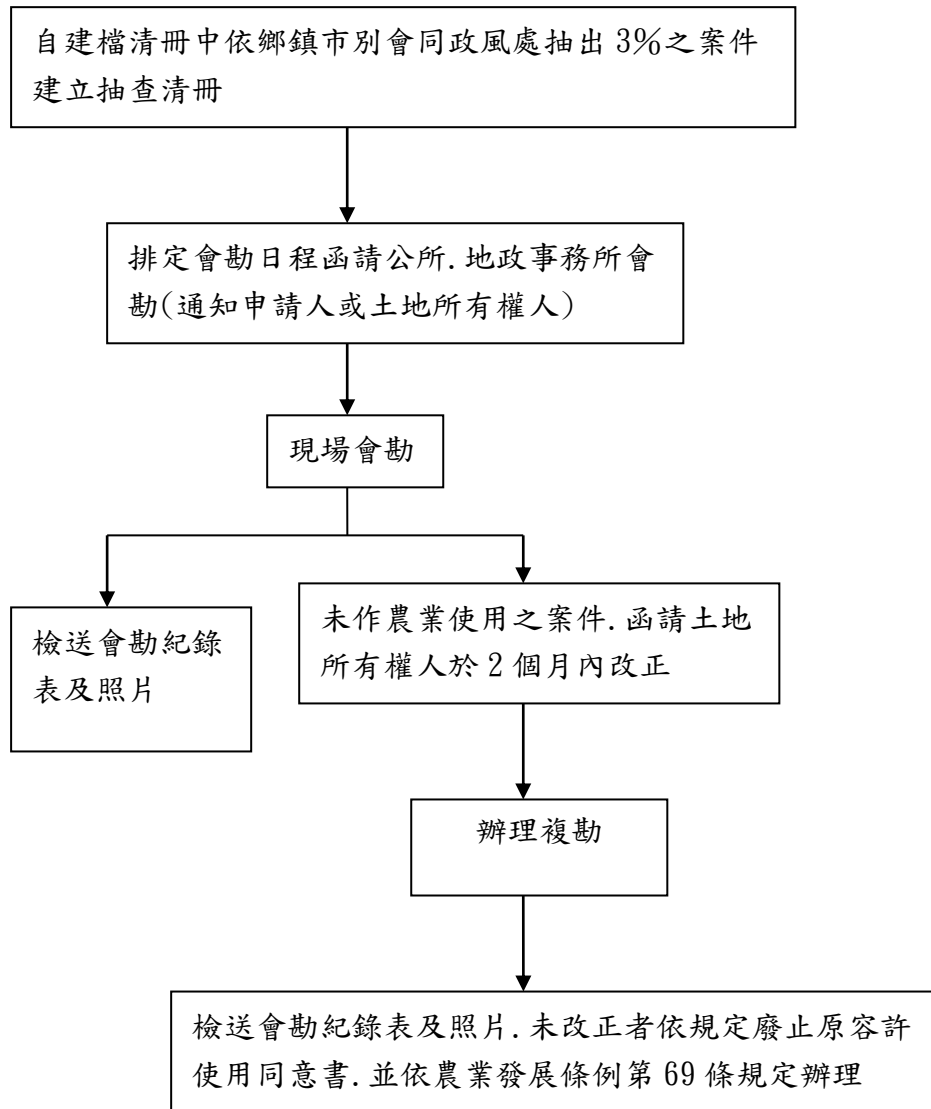 自建檔清冊中依鄉鎮市別會同政風處抽出 3%之案件
建立抽查清冊
排定會勘日程函請公所.地政事務所會
勘(通知申請人或土地所有權人)
現場會勘
檢送會勘紀錄
表及照片
未作農業使用之案件.函請土地
所有權人於 2 個月內改正
辦理複勘
檢送會勘紀錄表及照片.未改正者依規定廢止原容許
使用同意書.並依農業發展條例第 69 條規定辦理